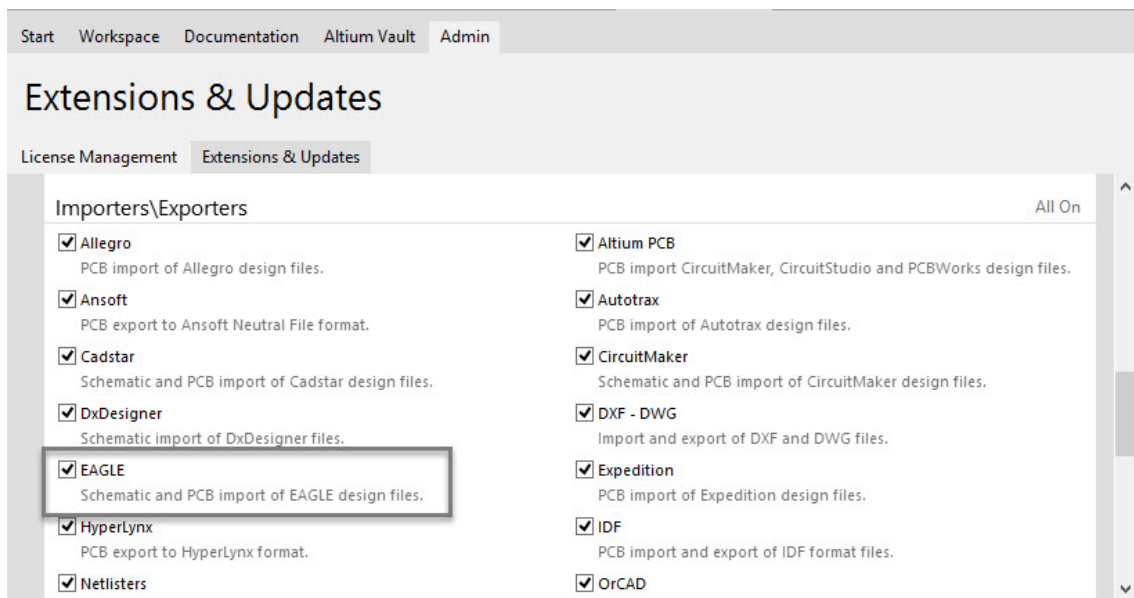 Start Workspace Documentation Altium Vault Admin
Extensions & Updates
License Management Extensions & Updates
Importers\Exporters All On
Allegro
PCB import of Allegro design files.
Altium PCB
PCB import CircuitMaker, CircuitStudio and PCBWorks design files.
Ansoft
PCB export to Ansoft Neutral File format.
Autotrax
PCB import of Autotrax design files.
Cadstar
Schematic and PCB import of Cadstar design files.
CircuitMaker
Schematic and PCB import of CircuitMaker design files.
DxDesigner
Schematic import of DxDesigner files.
DXF - DWG
Import and export of DXF and DWG files.
EAGLE
Schematic and PCB import of EAGLE design files.
Expedition
PCB import of Expedition design files.
HyperLynx
PCB export to HyperLynx format.
IDF
PCB import and export of IDF format files.
Netlisters
OrCAD